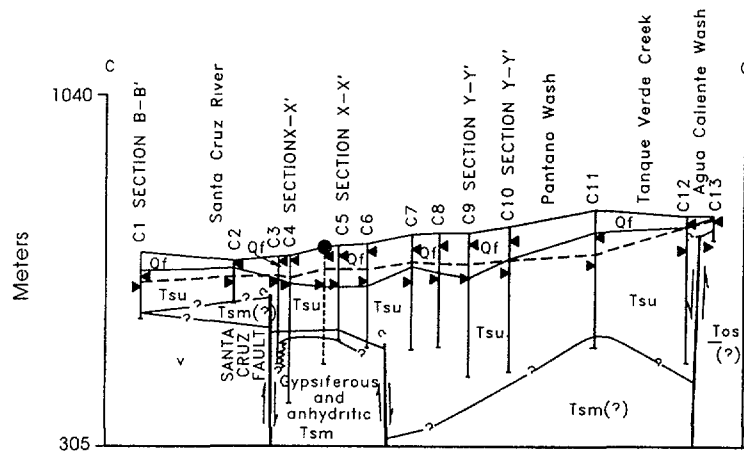 C
1040
Meters
305
C1 SECTION B-B'
Santa Cruz River
C2
C3
C4 SECTIONX-X'
C5 SECTION X-X'
C6
C7
C8
C9 SECTION Y-Y'
C10 SECTION Y-Y'
Pantano Wash
C11
Tanque Verde Creek
C12
Agua Caliente Wash
C13
Qf
Qf
Qf
Qf
Qf
Qf
Tsu
Tsm(?)
Tsu
Tsu
Tsu
Tsu
v
SANTA
CRUZ
FAULT
Gypsiferous
and
anhydritic
Tsm
Tsm(?)
Tos
(?)
?
?
?
?
?
?
?
?
?
?